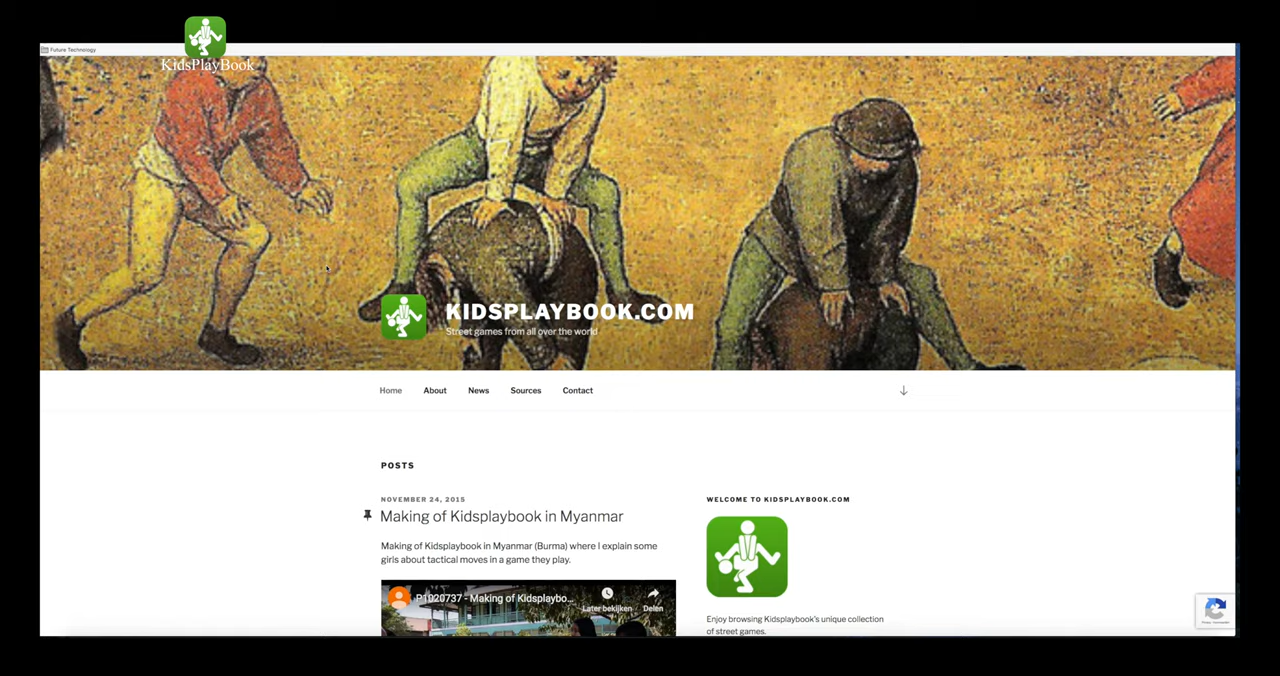 Future Technology
KidsPlayBook
KIDSPLAYBOOK.COM
Street games from all over the world
Home
About
News
Sources
Contact
POSTS
NOVEMBER 24, 2015
Making of Kidsplaybook in Myanmar
Making of Kidsplaybook in Myanmar (Burma) where I explain some
girls about tactical moves in a game they play.
P1020737 - Making of Kidsplaybo...
Later bekijken
Delen
WELCOME TO KIDSPLAYBOOK.COM
Enjoy browsing Kidsplaybook's unique collection
of street games.